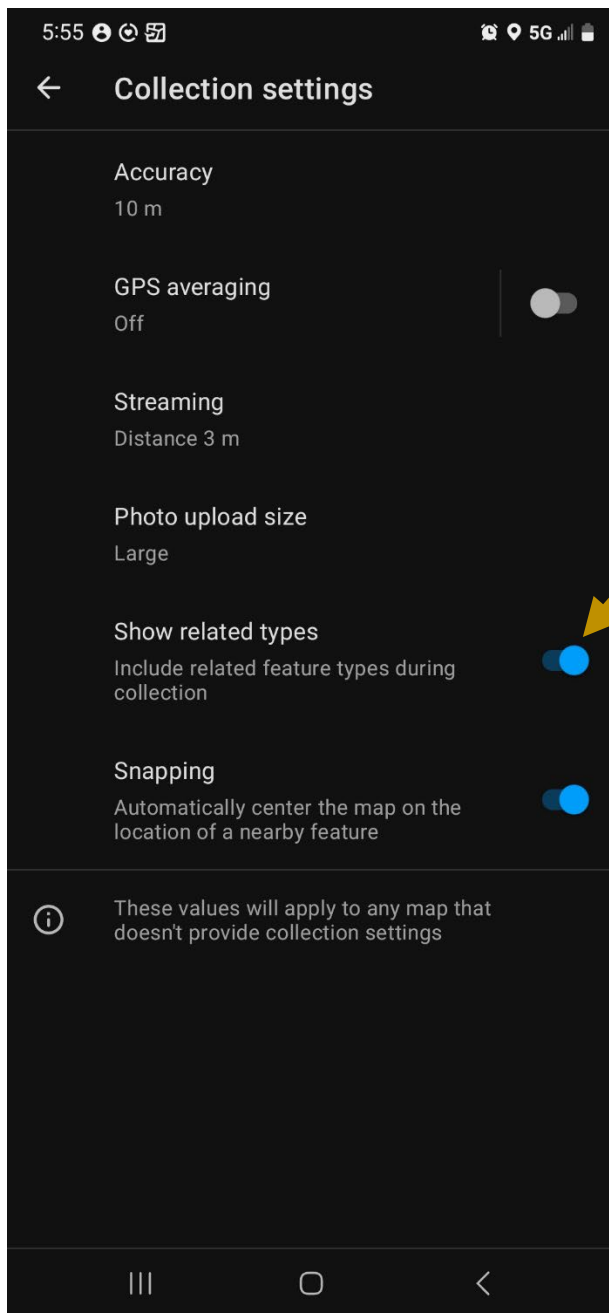 5:55 5G
Collection settings
Accuracy
10 m
GPS averaging
Off
Streaming
Distance 3 m
Photo upload size
Large
Show related types
Include related feature types during
collection
Snapping
Automatically center the map on the
location of a nearby feature
These values will apply to any map that
doesn't provide collection settings